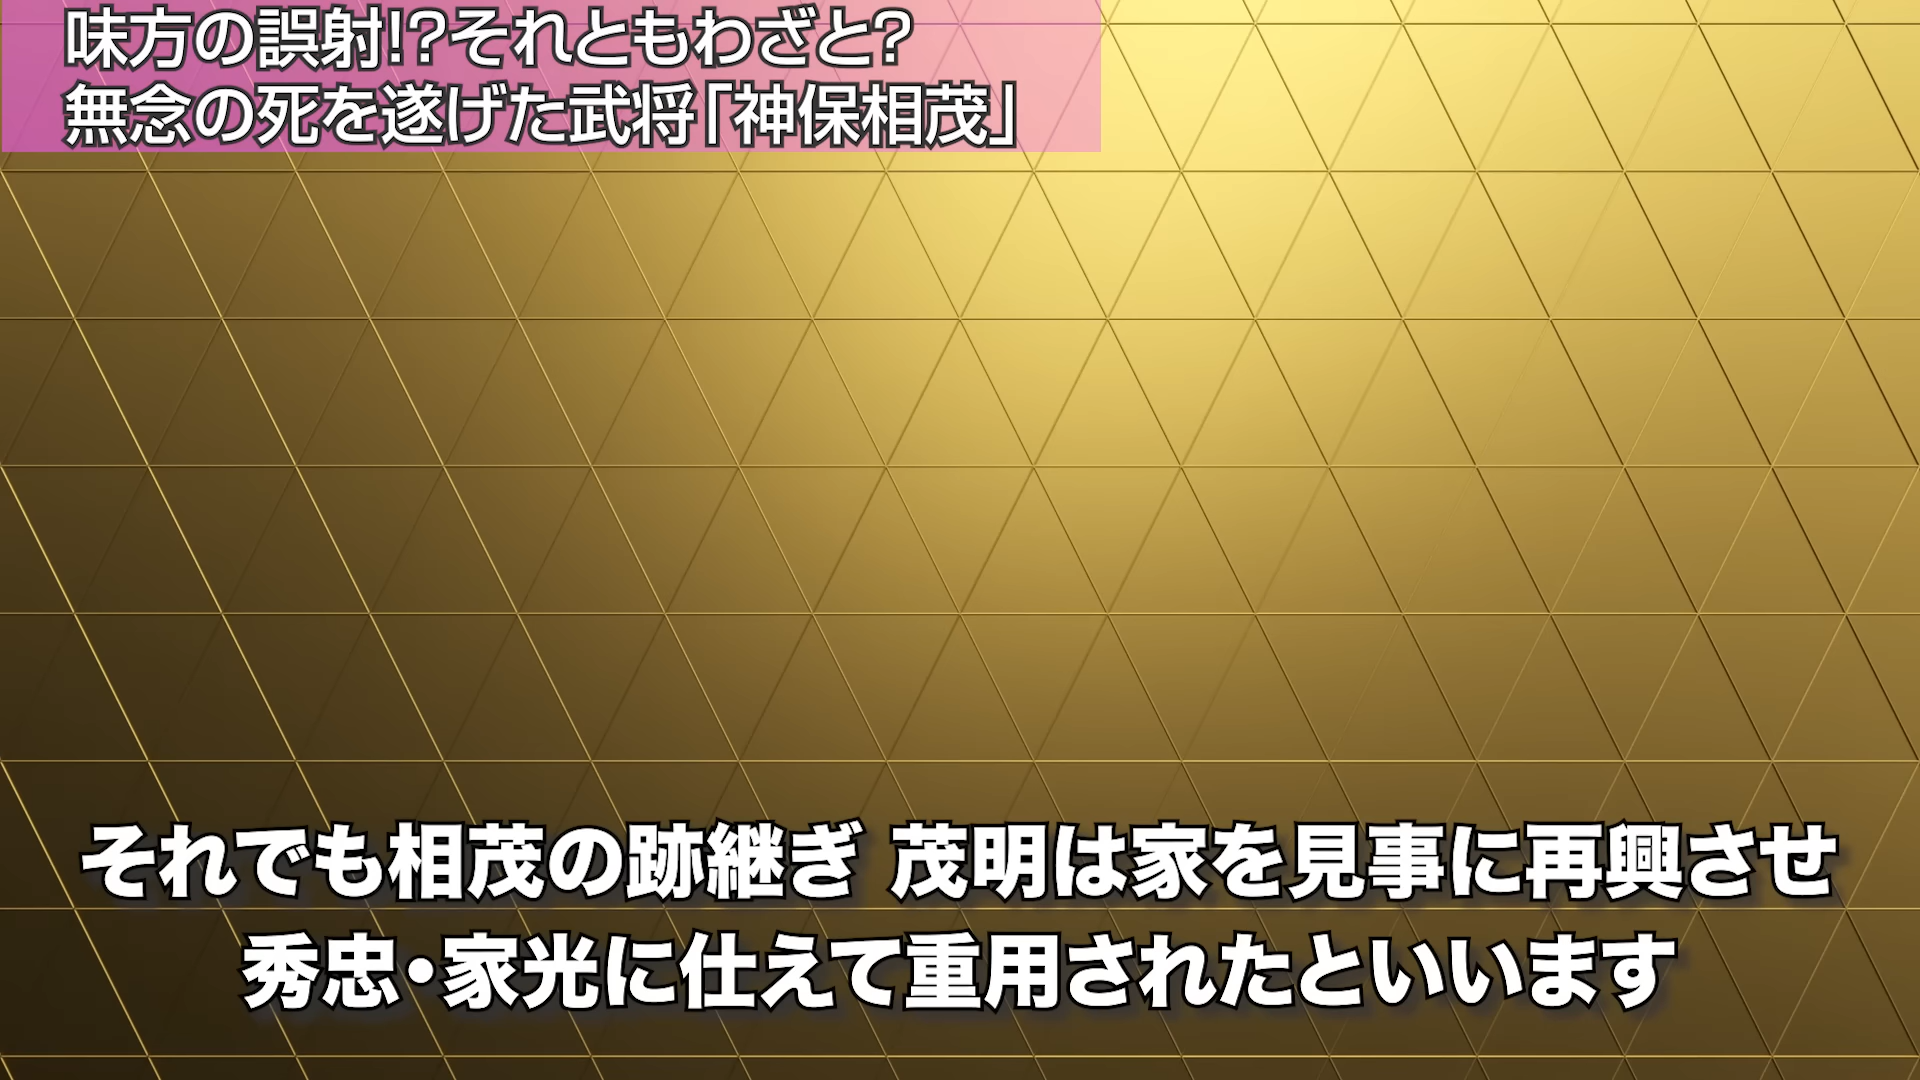 味方の誤射!?それともわざと?
無念の死を遂げた武将「神保相茂」
それでも相茂の跡継ぎ 茂明は家を見事に再興させ
秀忠・家光に仕えて重用されたといいます